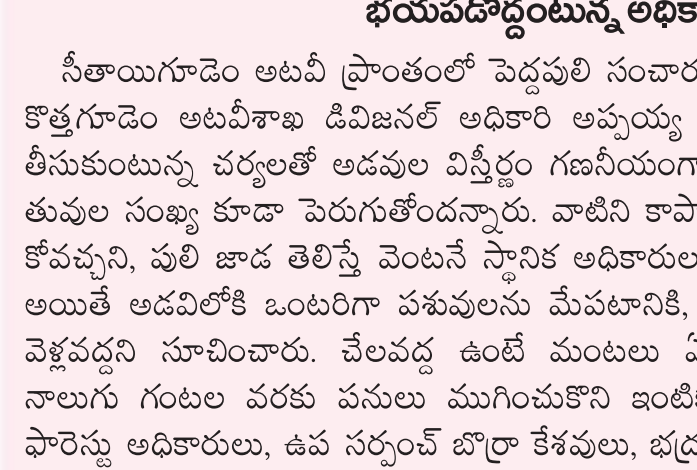 భయపడొద్దంటున్న అధికా
సీతాయిగూడెం అటవీ ప్రాంతంలో పెద్దపులి సంచార
కొత్తగూడెం అటవీశాఖ డివిజనల్ అధికారి అప్పయ్య
తీసుకుంటున్న చర్యలతో అడవుల విస్తీర్ణం గణనీయంగా
తువుల సంఖ్య కూడా పెరుగుతోందన్నారు. వాటిని కాపా
కోవచ్చని, పులి జాడ తెలిస్తే వెంటనే స్థానిక అధికారుల
అయితే అడవిలోకి ఒంటరిగా పశువులను మేపటానికి,
వెళ్లవద్దని సూచించారు. చేలవద్ద ఉంటే మంటలు
నాలుగు గంటల వరకు పనులు ముగించుకొని ఇంటి
ఫారెస్టు అధికారులు, ఉప సర్పంచ్ బొర్రా కేశవులు, భద్ర